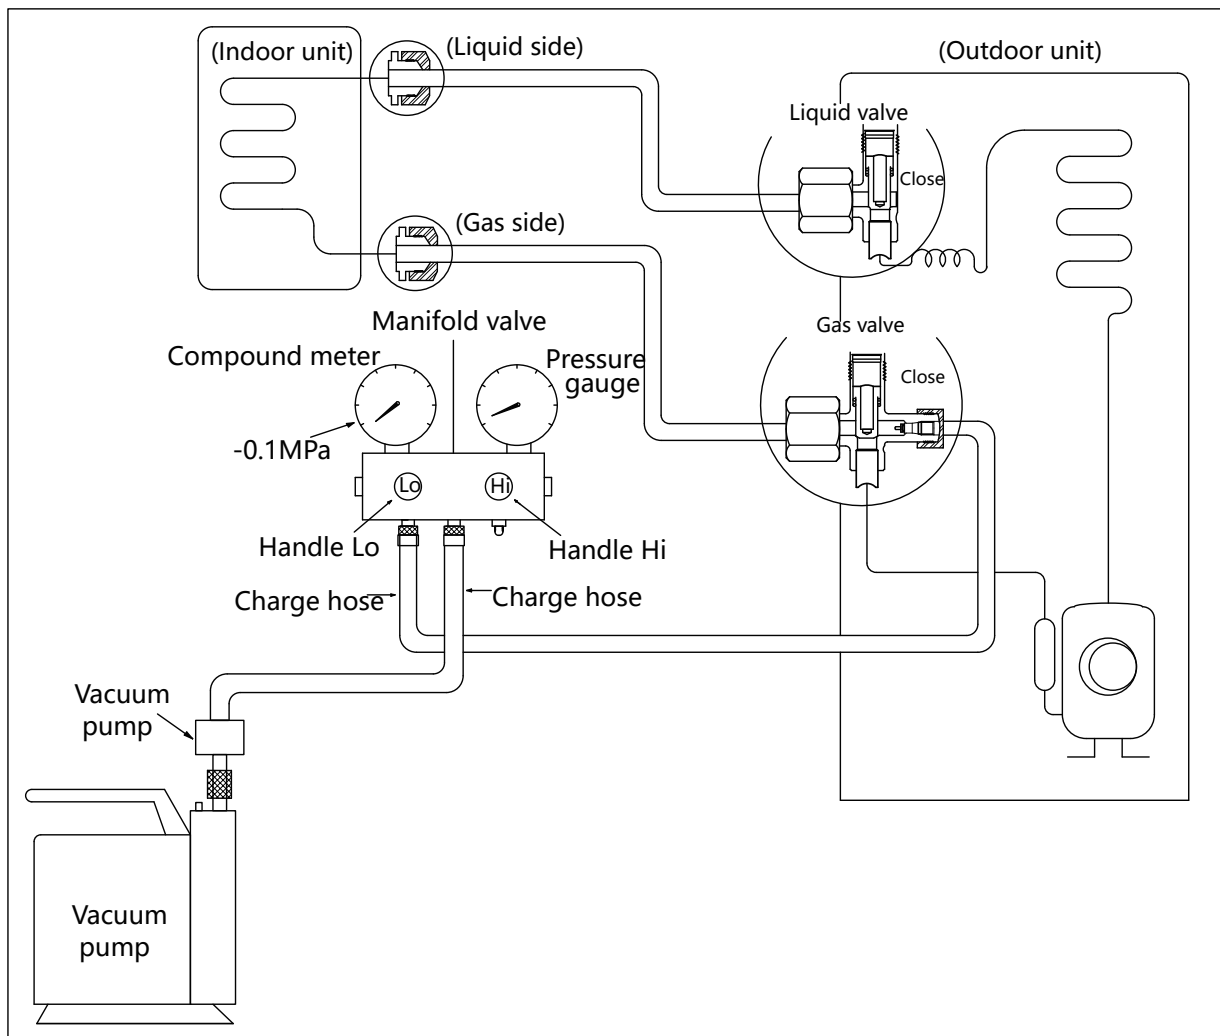 (Indoor unit)
(Liquid side)
(Outdoor unit)
Liquid valve
Close
(Gas side)
Manifold valve
Gas valve
Compound meter
Pressure
gauge
Close
-0.1MPa
Lo
Hi
Handle Lo
Handle Hi
Charge hose
Charge hose
Vacuum
pump
Vacuum
pump